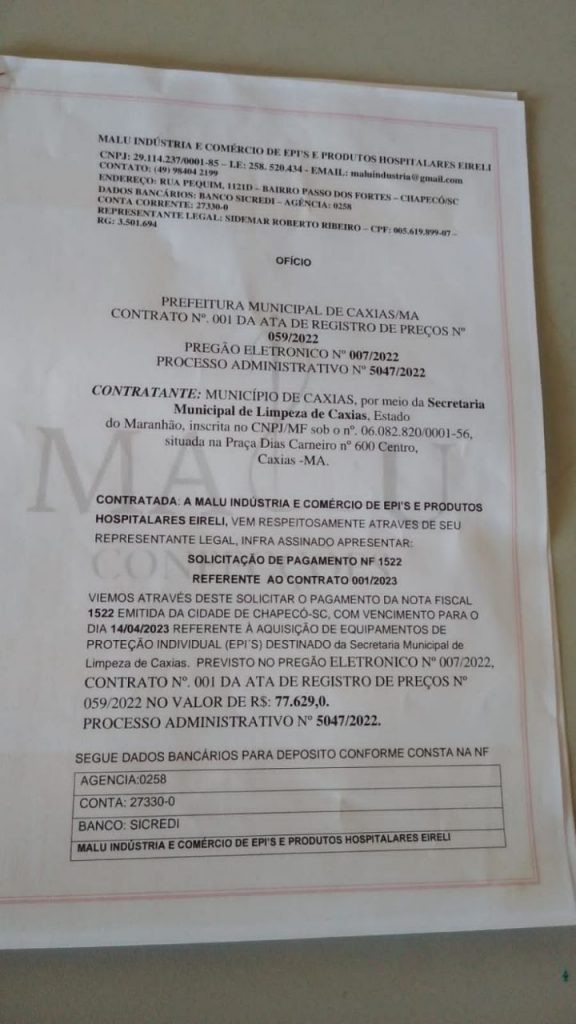 MALU INDÚSTRIA E COMÉRCIO DE EPI'S E PRODUTOS HOSPITALARES EIRELI
CNPJ: 29.114.237/0001-85 – I.E: 258. 520.434 - EMAIL.: maluindustria@gmail.com
CONTATO: (49) 98404 2199
ENDEREÇO: RUA PEQUIM, 1121D – BAIRRO PASSO DOS FORTES – CHAPECÓ/SC
DADOS BANCÁRIOS: BANCO SICREDI – AGÊNCIA: 0258
CONTA CORRENTE: 27330-0
REPRESENTANTE LEGAL: SIDEMAR ROBERTO RIBEIRO – CPF: 005.619.899-07 –
RG: 3.501.694
OFÍCIO
PREFEITURA MUNICIPAL DE CAXIAS/MA
CONTRATO Nº. 001 DA ATA DE REGISTRO DE PREÇOS Nº
059/2022
PREGÃO ELETRONICO Nº 007/2022
PROCESSO ADMINISTRATIVO Nº 5047/2022
CONTRATANTE: MUNICÍPIO DE CAXIAS, por meio da Secretaria
Municipal de Limpeza de Caxias, Estado
do Maranhão, inscrita no CNPJ/MF sob o nº. 06.082.820/0001-56,
situada na Praça Dias Carneiro nº 600 Centro,
Caxias -MA.
MALU
CONTRATADA: A MALU INDÚSTRIA E COMÉRCIO DE EPI'S E PRODUTOS
HOSPITALARES EIRELI, VEM RESPEITOSAMENTE ATRAVES DE SEU
REPRESENTANTE LEGAL, INFRA ASSINADO APRESENTAR:
SOLICITAÇÃO DE PAGAMENTO NF 1522
REFERENTE AO CONTRATO 001/2023
VIEMOS ATRAVÉS DESTE SOLICITAR O PAGAMENTO DA NOTA FISCAL
1522 EMITIDA DA CIDADE DE CHAPECÓ-SC, COM VENCIMENTO PARA O
DIA 14/04/2023 REFERENTE À AQUISIÇÃO DE EQUIPAMENTOS DE
PROTEÇÃO INDIVIDUAL (EPI´S) DESTINADO da Secretaria Municipal de
Limpeza de Caxias. PREVISTO NO PREGÃO ELETRONICO Nº 007/2022,
CONTRATO Nº. 001 DA ATA DE REGISTRO DE PREÇOS Nº
059/2022 NO VALOR DE R$: 77.629,0.
PROCESSO ADMINISTRATIVO Nº 5047/2022.
SEGUE DADOS BANCÁRIOS PARA DEPOSITO CONFORME CONSTA NA NF
AGENCIA:0258
CONTA: 27330-0
BANCO: SICREDI
MALU INDÚSTRIA E COMÉRCIO DE EPI'S E PRODUTOS HOSPITALARES EIRELI